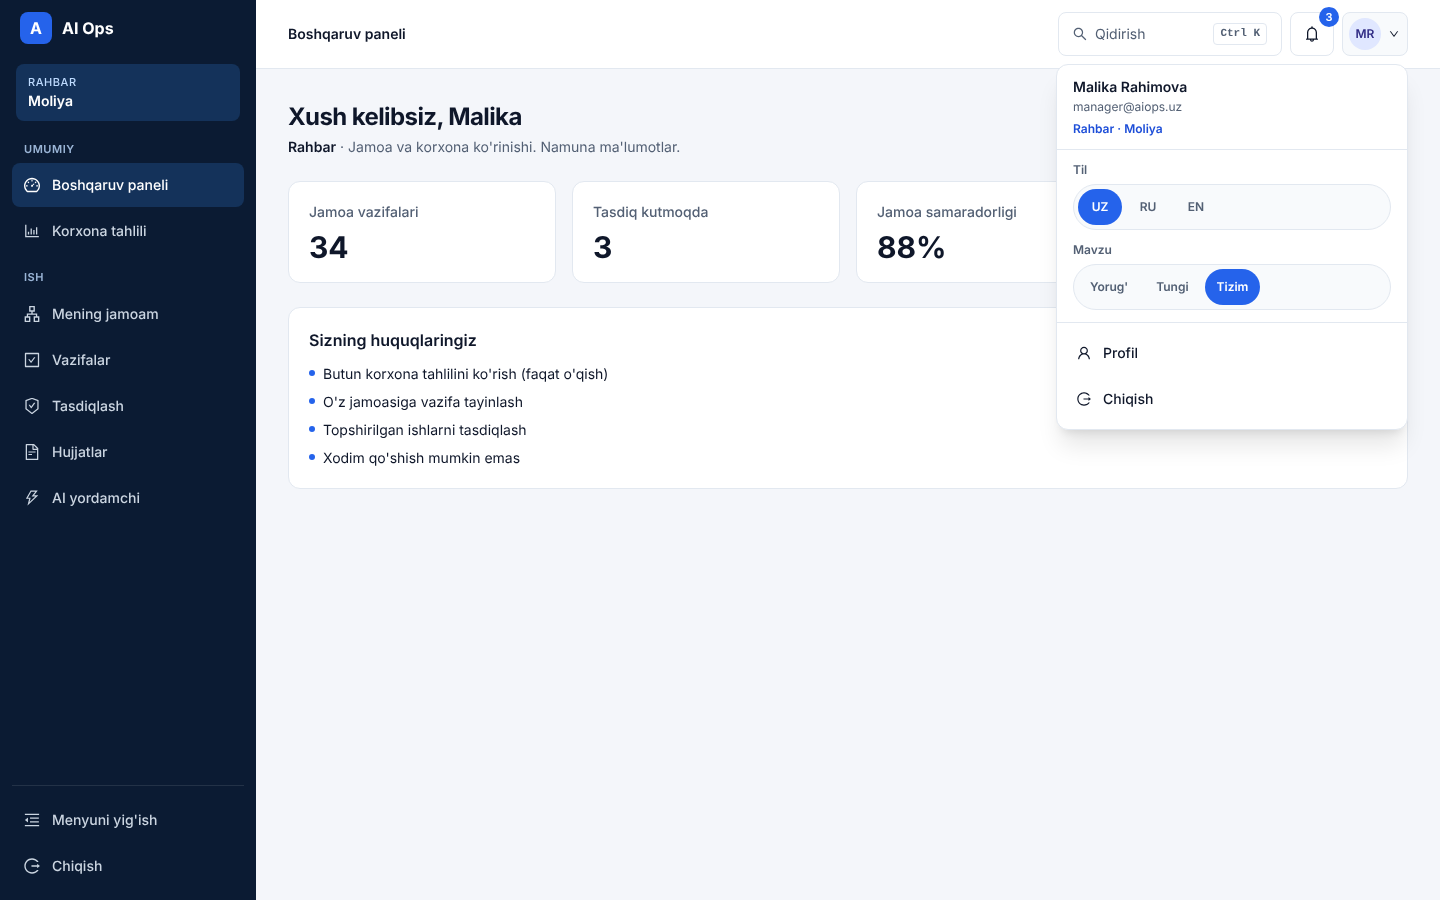 A AI Ops
RAHBAR
Moliya
UMUMIY
Boshqaruv paneli
Korxona tahlili
ISH
Mening jamoam
Vazifalar
Tasdiqlash
Hujjatlar
AI yordamchi
Menyuni yig'ish
Chiqish
Boshqaruv paneli
Qidirish Ctrl K
3
MR
Xush kelibsiz, Malika
Rahbar · Jamoa va korxona ko'rinishi. Namuna ma'lumotlar.
Jamoa vazifalari
34
Tasdiq kutmoqda
3
Jamoa samaradorligi
88%
Sizning huquqlaringiz
Butun korxona tahlilini ko'rish (faqat o'qish)
O'z jamoasiga vazifa tayinlash
Topshirilgan ishlarni tasdiqlash
Xodim qo'shish mumkin emas
Malika Rahimova
manager@aiops.uz
Rahbar · Moliya
Til
UZ RU EN
Mavzu
Yorug' Tungi Tizim
Profil
Chiqish